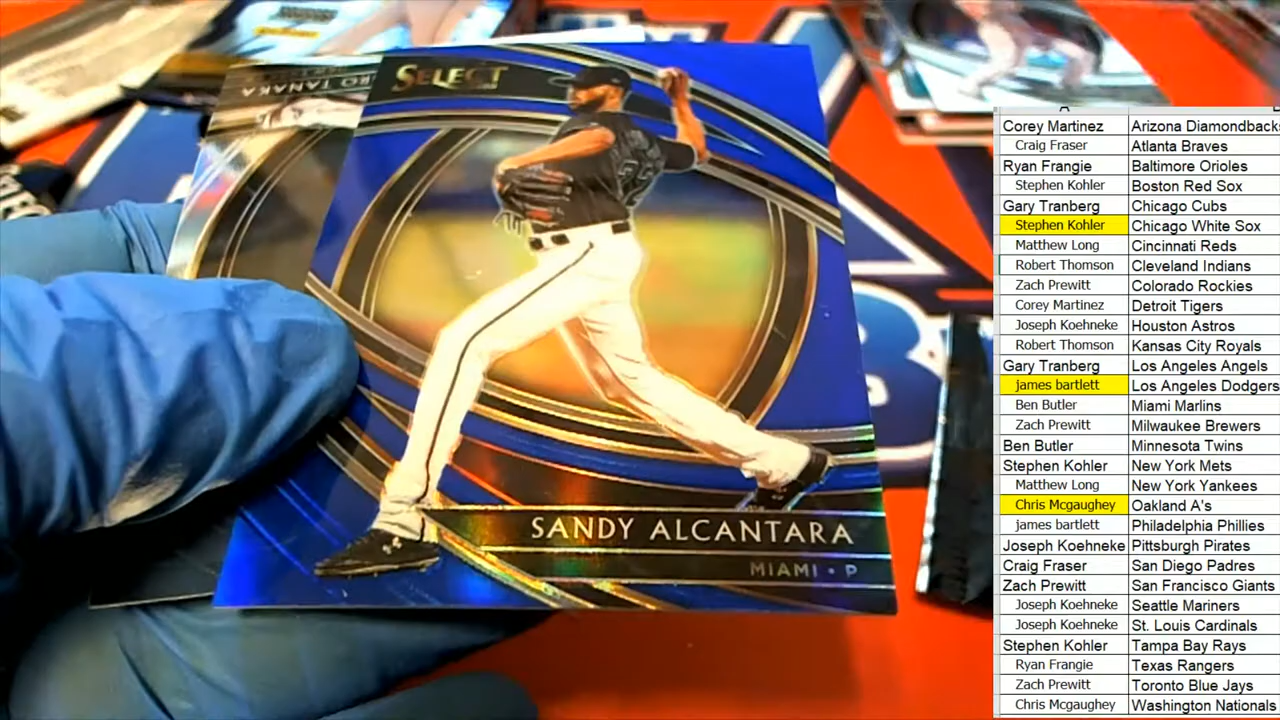 SELECT
RO TANAKA
SANDY ALCANTARA
MIAMI • P
A
Corey Martinez Arizona Diamondback
Craig Fraser Atlanta Braves
Ryan Frangie Baltimore Orioles
Stephen Kohler Boston Red Sox
Gary Tranberg Chicago Cubs
Stephen Kohler Chicago White Sox
Matthew Long Cincinnati Reds
Robert Thomson Cleveland Indians
Zach Prewitt Colorado Rockies
Corey Martinez Detroit Tigers
Joseph Koehneke Houston Astros
Robert Thomson Kansas City Royals
Gary Tranberg Los Angeles Angels
james bartlett Los Angeles Dodgers
Ben Butler Miami Marlins
Zach Prewitt Milwaukee Brewers
Ben Butler Minnesota Twins
Stephen Kohler New York Mets
Matthew Long New York Yankees
Chris Mcgaughey Oakland A's
james bartlett Philadelphia Phillies
Joseph Koehneke Pittsburgh Pirates
Craig Fraser San Diego Padres
Zach Prewitt San Francisco Giants
Joseph Koehneke Seattle Mariners
Joseph Koehneke St. Louis Cardinals
Stephen Kohler Tampa Bay Rays
Ryan Frangie Texas Rangers
Zach Prewitt Toronto Blue Jays
Chris Mcgaughey Washington Nationals